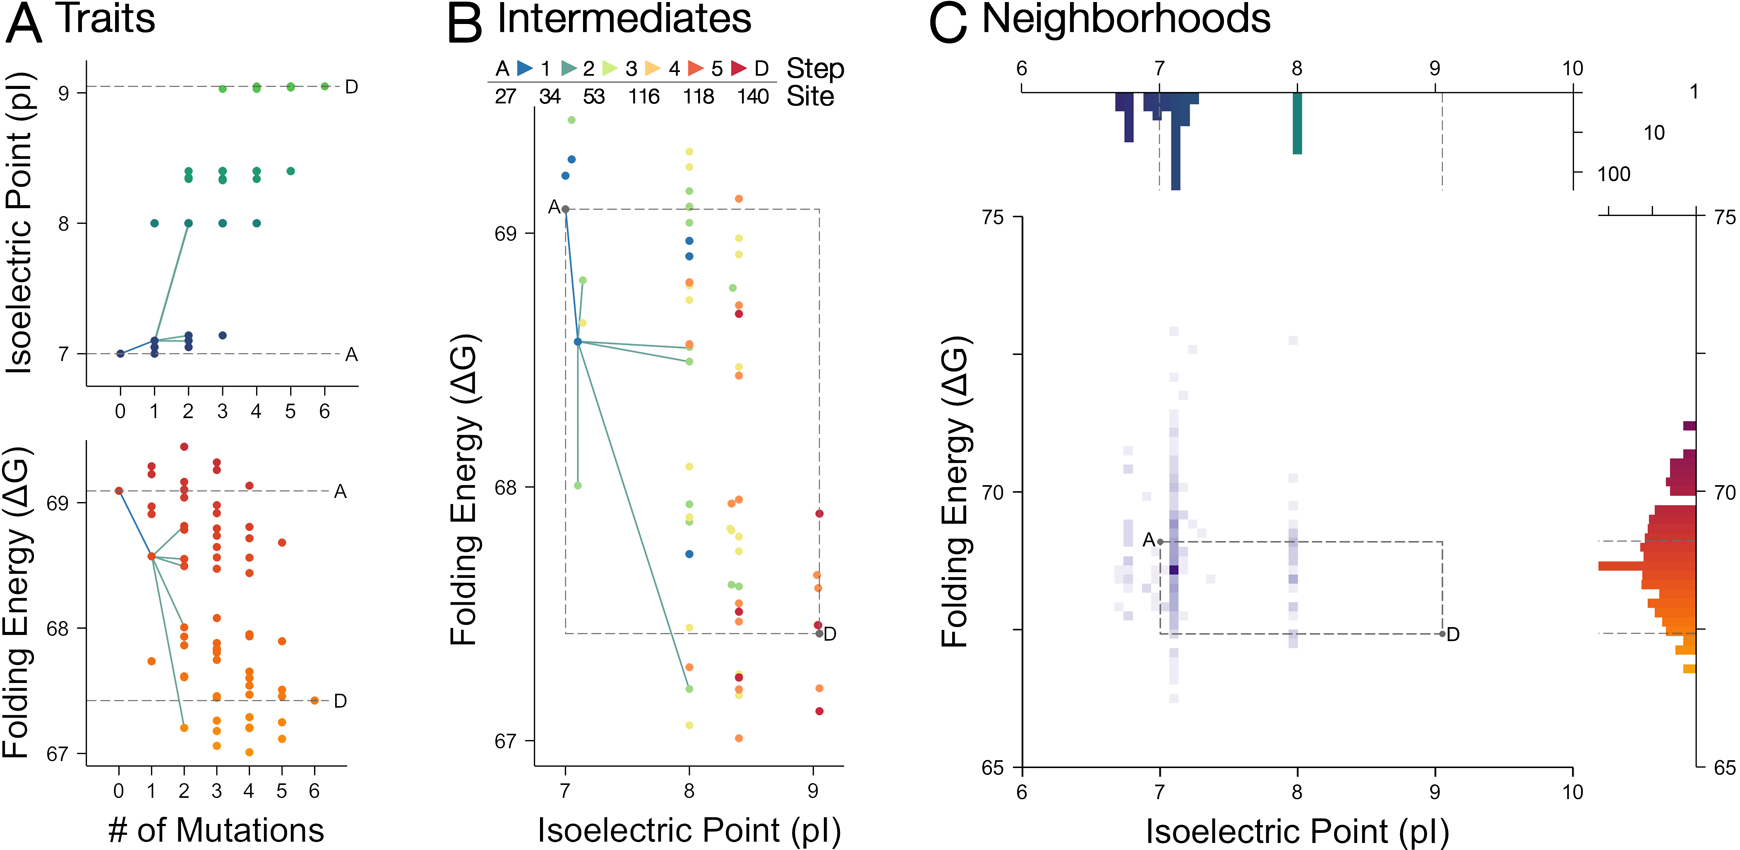 A Traits
Isoelectric Point (pI)
9
8
7
D
A
0 1 2 3 4 5 6
Folding Energy (ΔG)
69
68
67
A
D
0 1 2 3 4 5 6
# of Mutations
B Intermediates
A 1 2 3 4 5 D Step
27 34 53 116 118 140 Site
Folding Energy (ΔG)
69
68
67
A
D
7 8 9
Isoelectric Point (pI)
C Neighborhoods
6 7 8 9 10
1
10
100
Folding Energy (ΔG)
75
70
65
A
D
75
70
65
6 7 8 9 10
Isoelectric Point (pI)